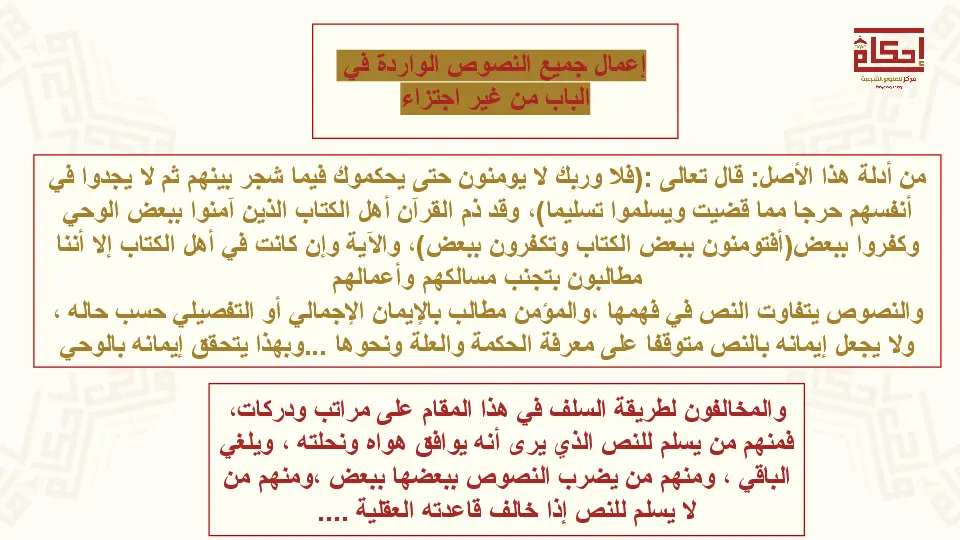 إحكام
مركز للعلوم الشرعية
إعمال جميع النصوص الواردة في
الباب من غير اجتزاء
من أدلة هذا الأصل: قال تعالى :(فلا وربك لا يومنون حتى يحكموك فيما شجر بينهم ثم لا يجدوا في
أنفسهم حرجا مما قضيت ويسلموا تسليما)، وقد ذم القرآن أهل الكتاب الذين آمنوا ببعض الوحي
وكفروا ببعض(أفتومنون ببعض الكتاب وتكفرون ببعض)، والآية وإن كانت في أهل الكتاب إلا أننا
مطالبون بتجنب مسالكهم وأعمالهم
والنصوص يتفاوت النص في فهمها ،والمؤمن مطالب بالإيمان الإجمالي أو التفصيلي حسب حاله ،
ولا يجعل إيمانه بالنص متوقفا على معرفة الحكمة والعلة ونحوها ...وبهذا يتحقق إيمانه بالوحي
والمخالفون لطريقة السلف في هذا المقام على مراتب ودركات،
فمنهم من يسلم للنص الذي يرى أنه يوافق هواه ونحلته ، ويلغي
الباقي ، ومنهم من يضرب النصوص ببعضها ببعض ،ومنهم من
لا يسلم للنص إذا خالف قاعدته العقلية ....